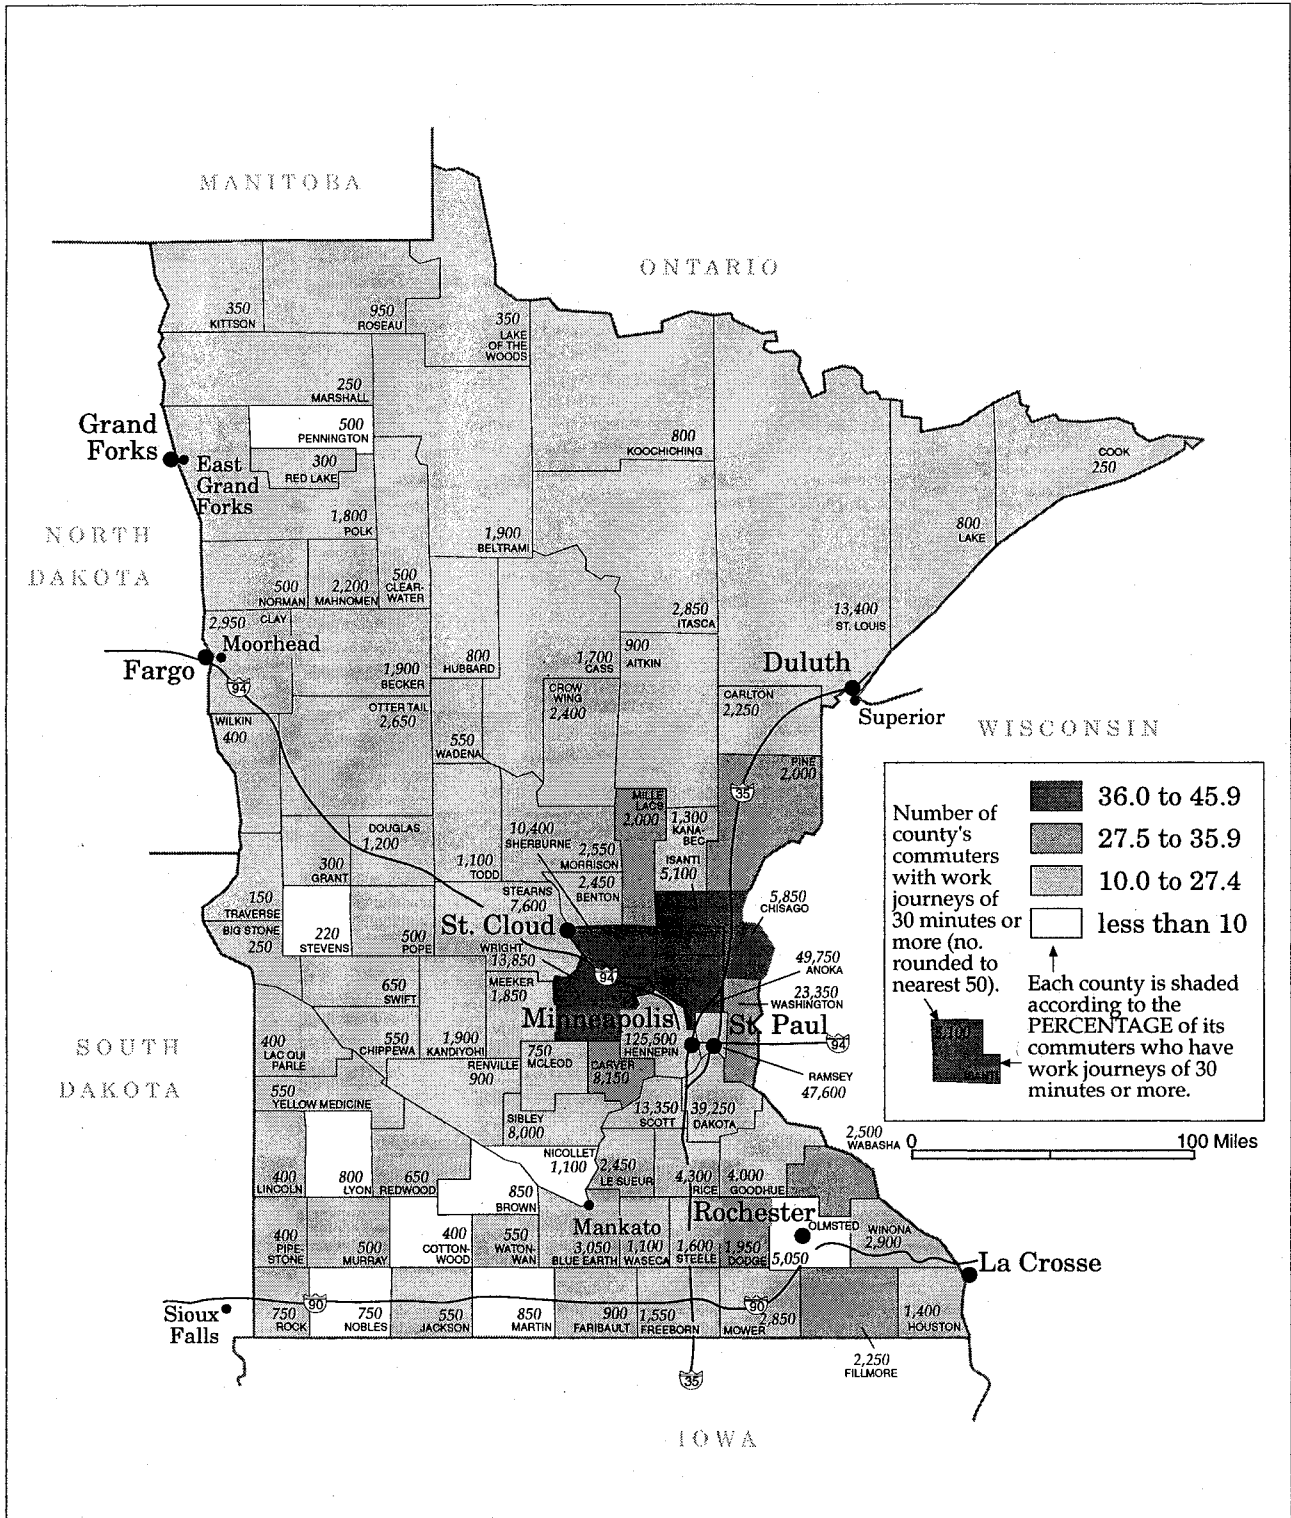 MANITOBA
ONTARIO
350
KITTSON
950
ROSEAU
350
LAKE
OF THE
WOODS
250
MARSHALL
Grand
Forks
500
PENNINGTON
800
KOOCHICHING
COOK
250
East
Grand
Forks
300
RED LAKE
1,800
POLK
800
LAKE
NORTH
DAKOTA
1,900
BELTRAMI
500
NORMAN
2,200
MAHNOMEN
500
CLEAR-
WATER
2,850
ITASCA
13,400
ST. LOUIS
CLAY
2,950
Moorhead
Fargo
94
1,900
BECKER
800
HUBBARD
1,700
CASS
900
AITKIN
Duluth
Superior
WISCONSIN
CROW
WING
2,400
CARLTON
2,250
WILKIN
400
OTTER TAIL
2,650
550
WADENA
PINE
2,000
35
MILLE
LACS
2,000
1,300
KANA-
BEC
DOUGLAS
1,200
300
GRANT
1,100
TODD
10,400
SHERBURNE
2,550
MORRISON
ISANTI
5,100
2,450
BENTON
STEARNS
7,600
5,850
CHISAGO
150
TRAVERSE
BIG STONE
250
220
STEVENS
500
POPE
St. Cloud
WRIGHT
13,850
94
49,750
ANOKA
MEEKER
1,850
23,350
WASHINGTON
650
SWIFT
Minneapolis
St. Paul
94
125,600
HENNEPIN
SOUTH
DAKOTA
400
LAC QUI
PARLE
550
CHIPPEWA
1,900
KANDIYOHI
750
MCLEOD
CARVER
8,150
RENVILLE
900
RAMSEY
47,600
550
YELLOW MEDICINE
SIBLEY
8,000
13,350
SCOTT
39,250
DAKOTA
2,500
WABASHA
NICOLLET
1,100
2,450
LE SUEUR
4,300
RICE
4,000
GOODHUE
400
LINCOLN
800
LYON
650
REDWOOD
850
BROWN
Mankato
Rochester
OLMSTED
5,050
WINONA
2,900
400
PIPE-
STONE
500
MURRAY
400
COTTON-
WOOD
550
WATON-
WAN
3,050
BLUE EARTH
1,100
WASECA
1,600
STEELE
1,950
DODGE
La Crosse
Sioux
Falls
90
750
ROCK
750
NOBLES
550
JACKSON
850
MARTIN
900
FARIBAULT
1,550
FREEBORN
90
2,850
MOWER
1,400
HOUSTON
2,250
FILLMORE
35
IOWA
Number of
county's
commuters
with work
journeys of
30 minutes or
more (no.
rounded to
nearest 50).
36.0 to 45.9
27.5 to 35.9
10.0 to 27.4
less than 10
Each county is shaded
according to the
PERCENTAGE of its
commuters who have
work journeys of 30
minutes or more.
0 100 Miles